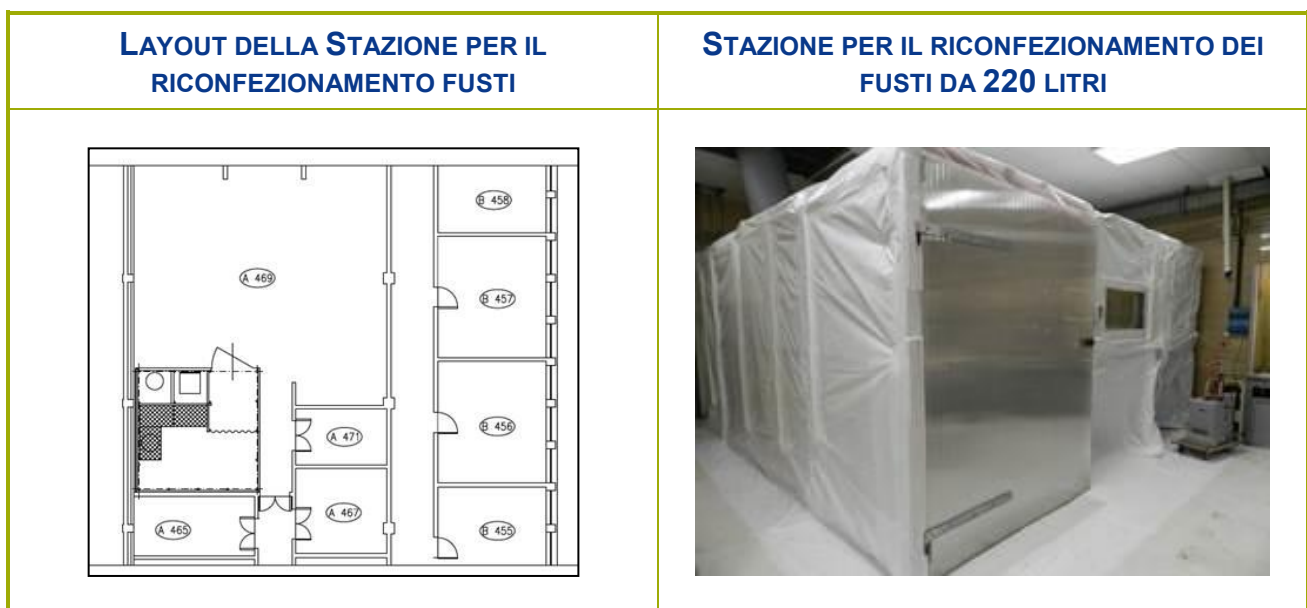 LAYOUT DELLA STAZIONE PER IL
RICONFEZIONAMENTO FUSTI
STAZIONE PER IL RICONFEZIONAMENTO DEI
FUSTI DA 220 LITRI
B 458
A 469
B 457
B 456
A 471
A 467
A 465
B 455